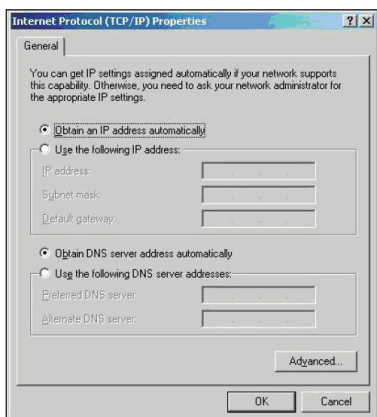 Internet Protocol (TCP/IP) Properties
General
You can get IP settings assigned automatically if your network supports
this capability. Otherwise, you need to ask your network administrator for
the appropriate IP settings.
Obtain an IP address automatically
Use the following IP address:
IP address:
Subnet mask:
Default gateway:
Obtain DNS server address automatically
Use the following DNS server addresses:
Preferred DNS server:
Alternate DNS server:
Advanced...
OK
Cancel